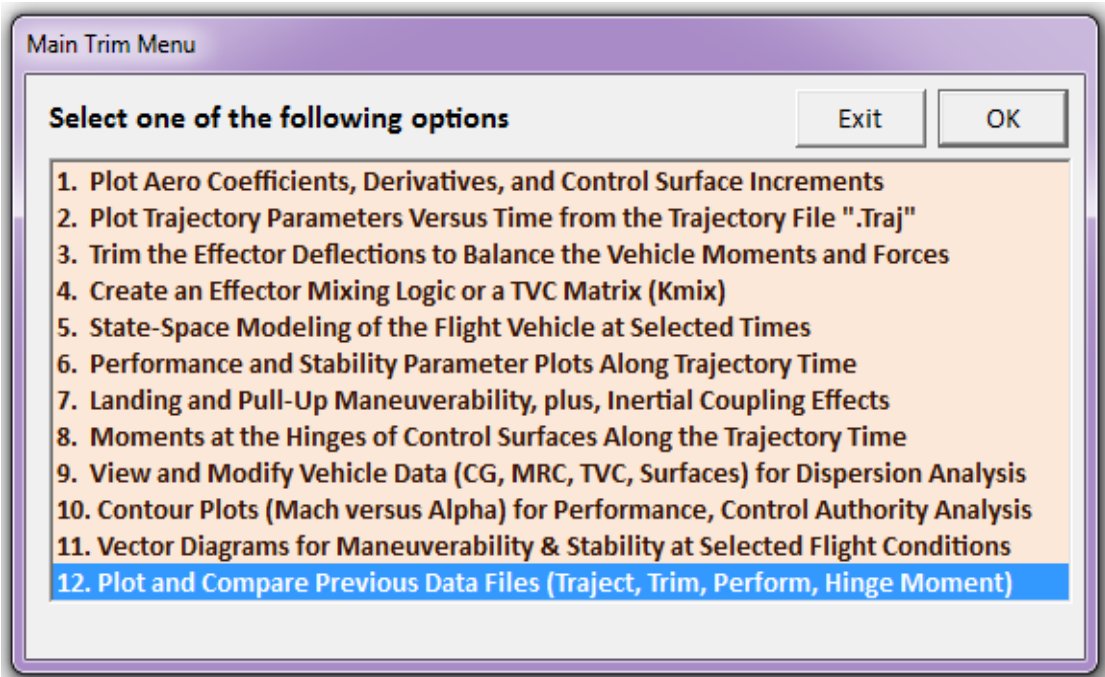 Main Trim Menu
Select one of the following options
Exit
OK
1. Plot Aero Coefficients, Derivatives, and Control Surface Increments
2. Plot Trajectory Parameters Versus Time from the Trajectory File ".Traj"
3. Trim the Effector Deflections to Balance the Vehicle Moments and Forces
4. Create an Effector Mixing Logic or a TVC Matrix (Kmix)
5. State-Space Modeling of the Flight Vehicle at Selected Times
6. Performance and Stability Parameter Plots Along Trajectory Time
7. Landing and Pull-Up Maneuverability, plus, Inertial Coupling Effects
8. Moments at the Hinges of Control Surfaces Along the Trajectory Time
9. View and Modify Vehicle Data (CG, MRC, TVC, Surfaces) for Dispersion Analysis
10. Contour Plots (Mach versus Alpha) for Performance, Control Authority Analysis
11. Vector Diagrams for Maneuverability & Stability at Selected Flight Conditions
12. Plot and Compare Previous Data Files (Traject, Trim, Perform, Hinge Moment)